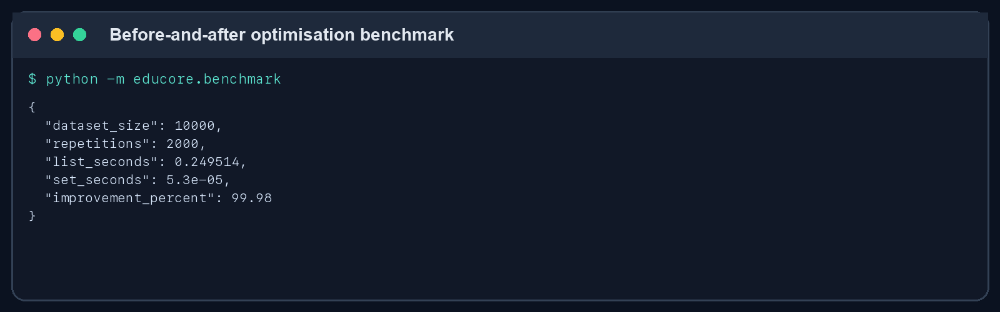 Before-and-after optimisation benchmark
$ python -m educore.benchmark
{
  "dataset_size": 10000,
  "repetitions": 2000,
  "list_seconds": 0.249514,
  "set_seconds": 5.3e-05,
  "improvement_percent": 99.98
}